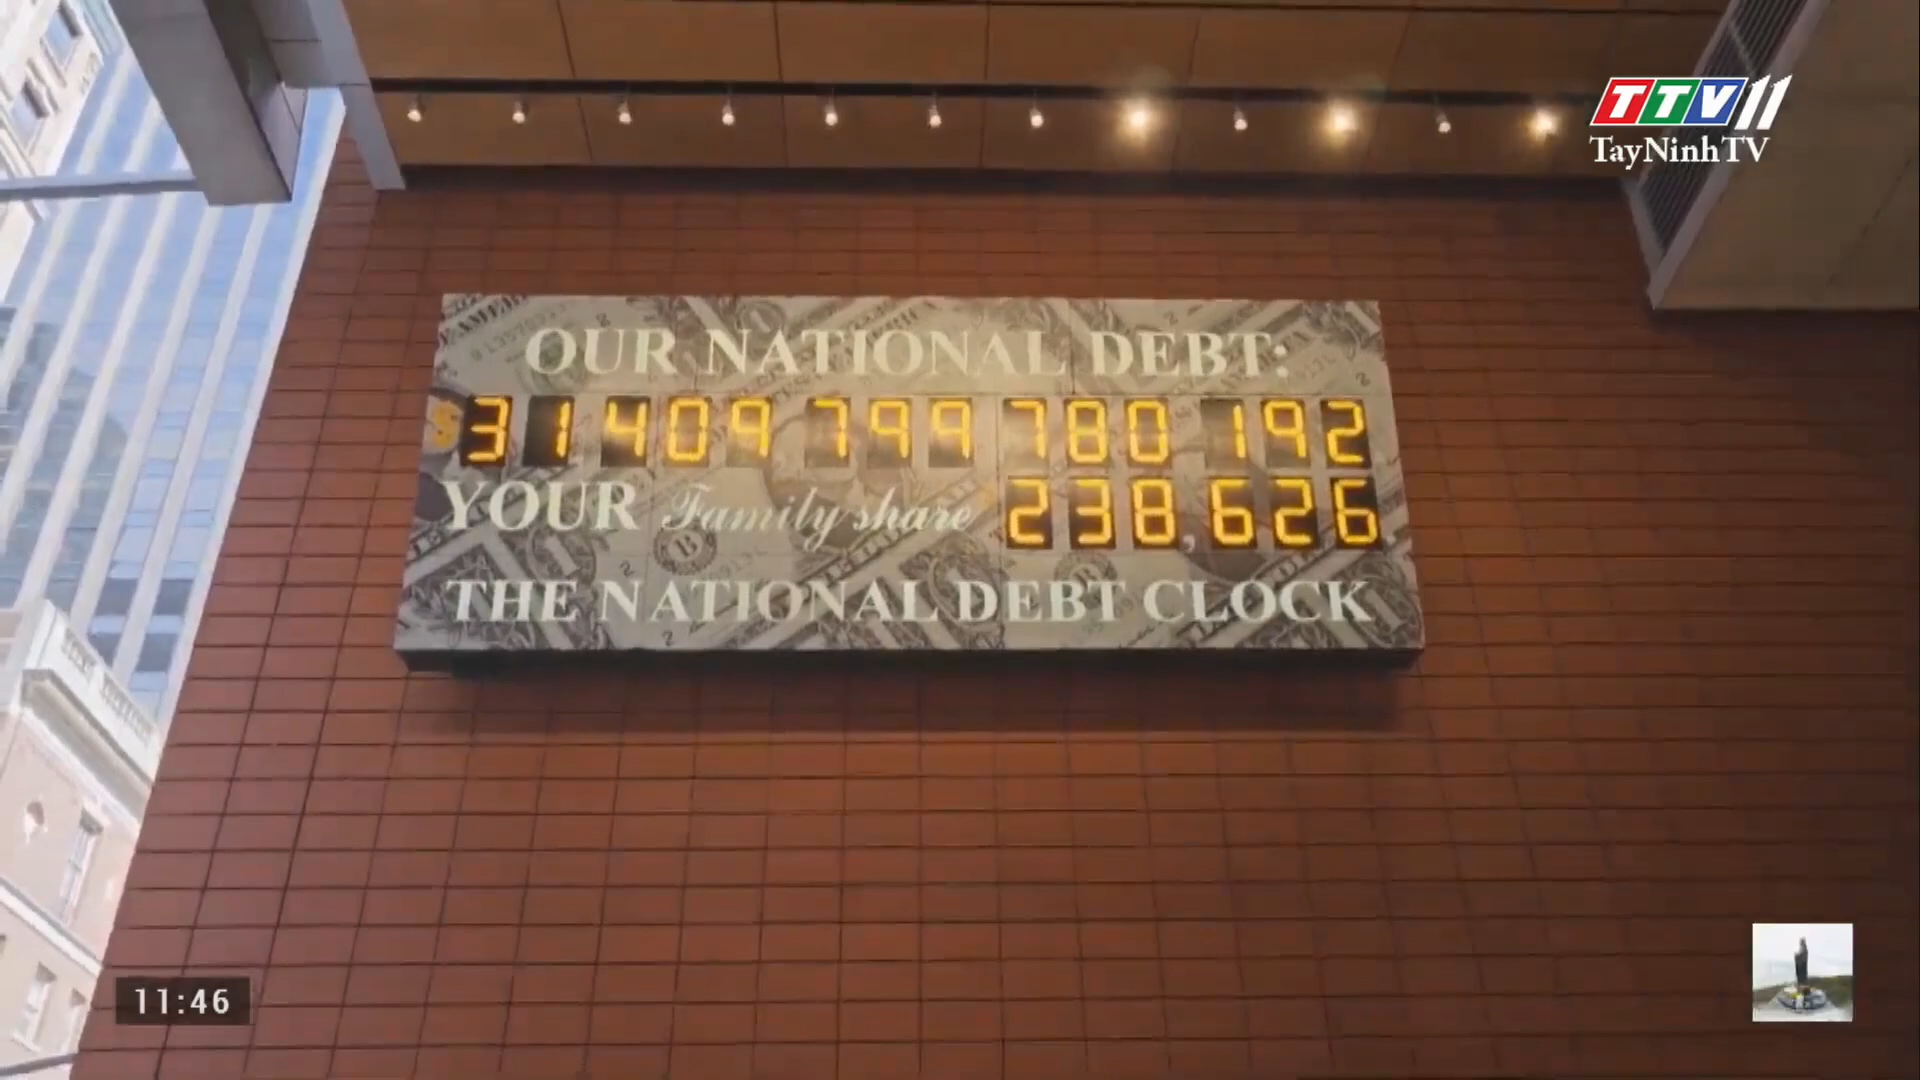 TTV11
TayNinhTV
OUR NATIONAL DEBT:
$31 409 799 780 192
YOUR Family share 238,626
THE NATIONAL DEBT CLOCK
11:46